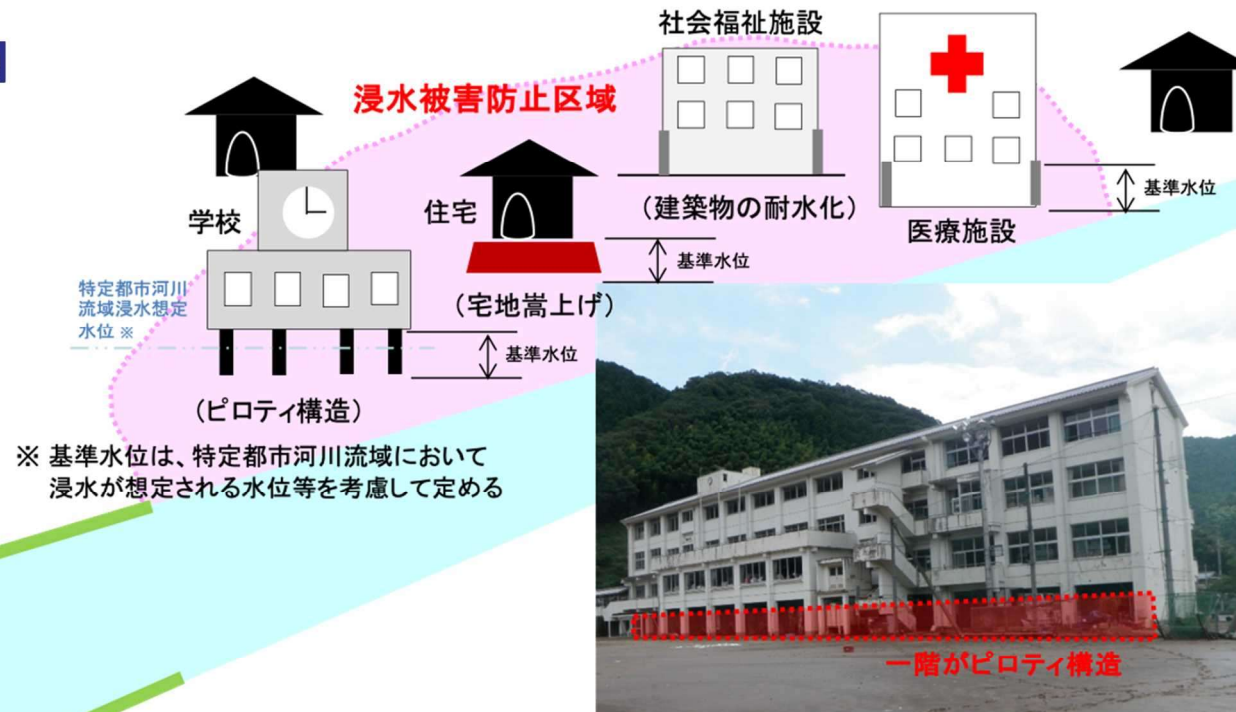 社会福祉施設
浸水被害防止区域
学校
住宅
(建築物の耐水化)
基準水位
医療施設
基準水位
特定都市河川
流域浸水想定
水位 ※
(宅地嵩上げ)
基準水位
(ピロティ構造)
※ 基準水位は、特定都市河川流域において
浸水が想定される水位等を考慮して定める
一階がピロティ構造